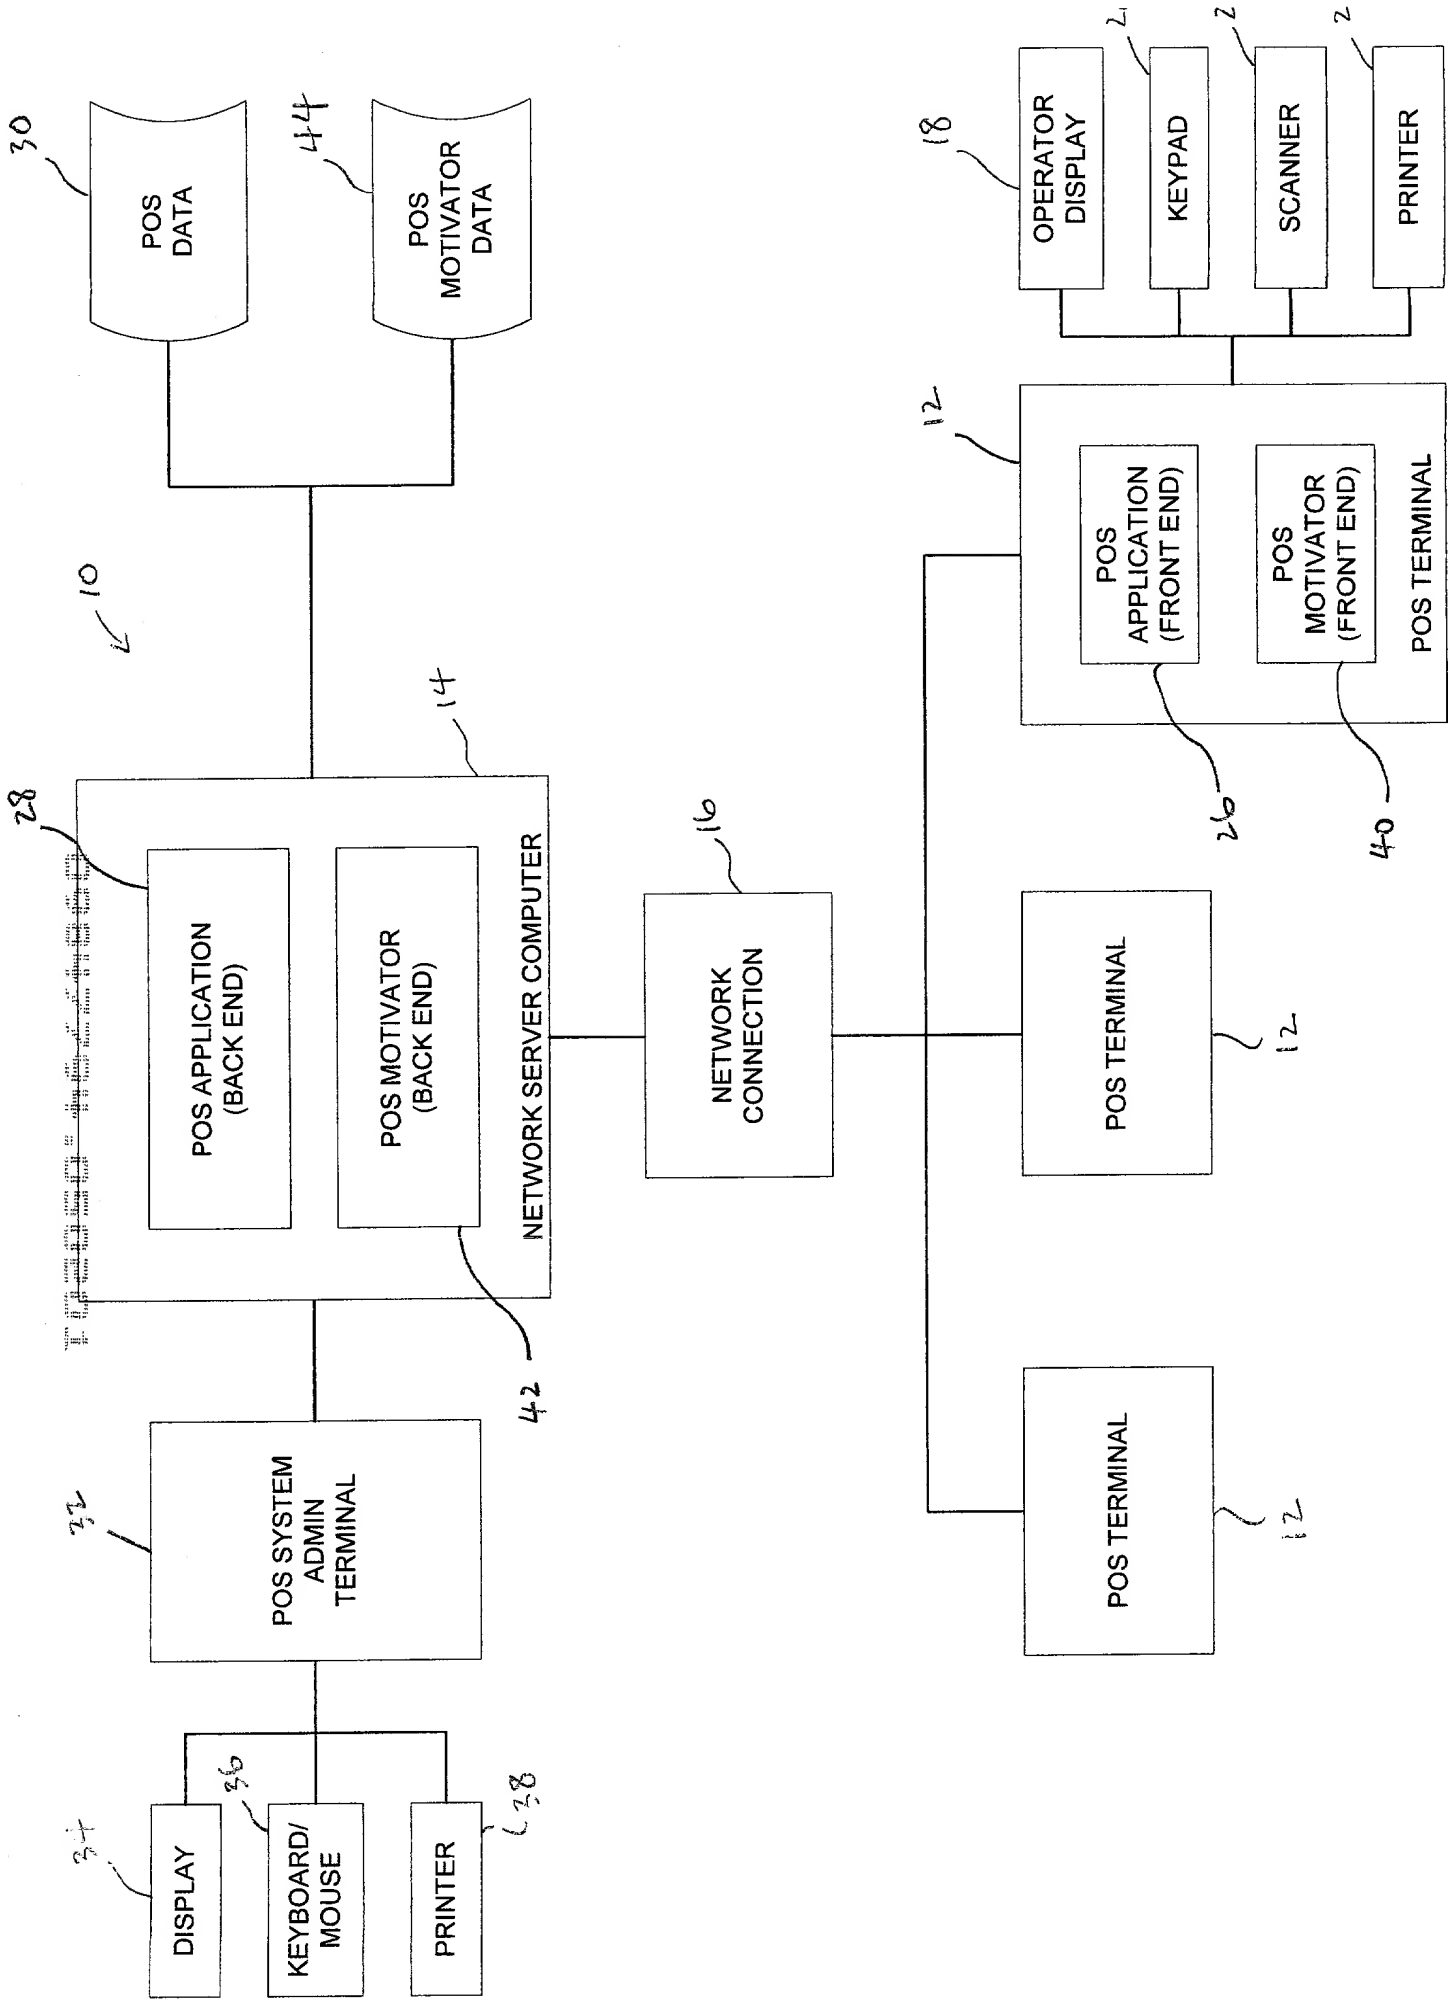 10
30
POS
DATA
44
POS
MOTIVATOR
DATA
28
14
POS APPLICATION
(BACK END)
POS MOTIVATOR
(BACK END)
NETWORK SERVER COMPUTER
42
32
POS SYSTEM
ADMIN
TERMINAL
34
DISPLAY
36
KEYBOARD/
MOUSE
38
PRINTER
16
NETWORK
CONNECTION
POS TERMINAL
12
POS TERMINAL
12
12
POS
APPLICATION
(FRONT END)
26
POS
MOTIVATOR
(FRONT END)
40
POS TERMINAL
18
OPERATOR
DISPLAY
KEYPAD
SCANNER
PRINTER